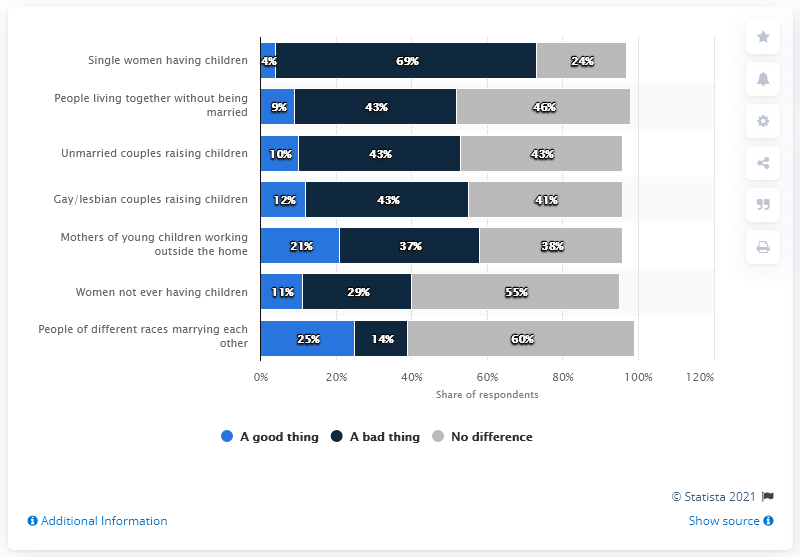 Single women having children
4% 69% 24%
People living together without being
married
9% 43% 46%
Unmarried couples raising children
10% 43% 43%
Gay/lesbian couples raising children
12% 43% 41%
Mothers of young children working
outside the home
21% 37% 38%
Women not ever having children
11% 29% 55%
People of different races marrying each
other
25% 14% 60%
0% 20% 40% 60% 80% 100% 120%
Share of respondents
A good thing A bad thing No difference
© Statista 2021
Additional Information Show source